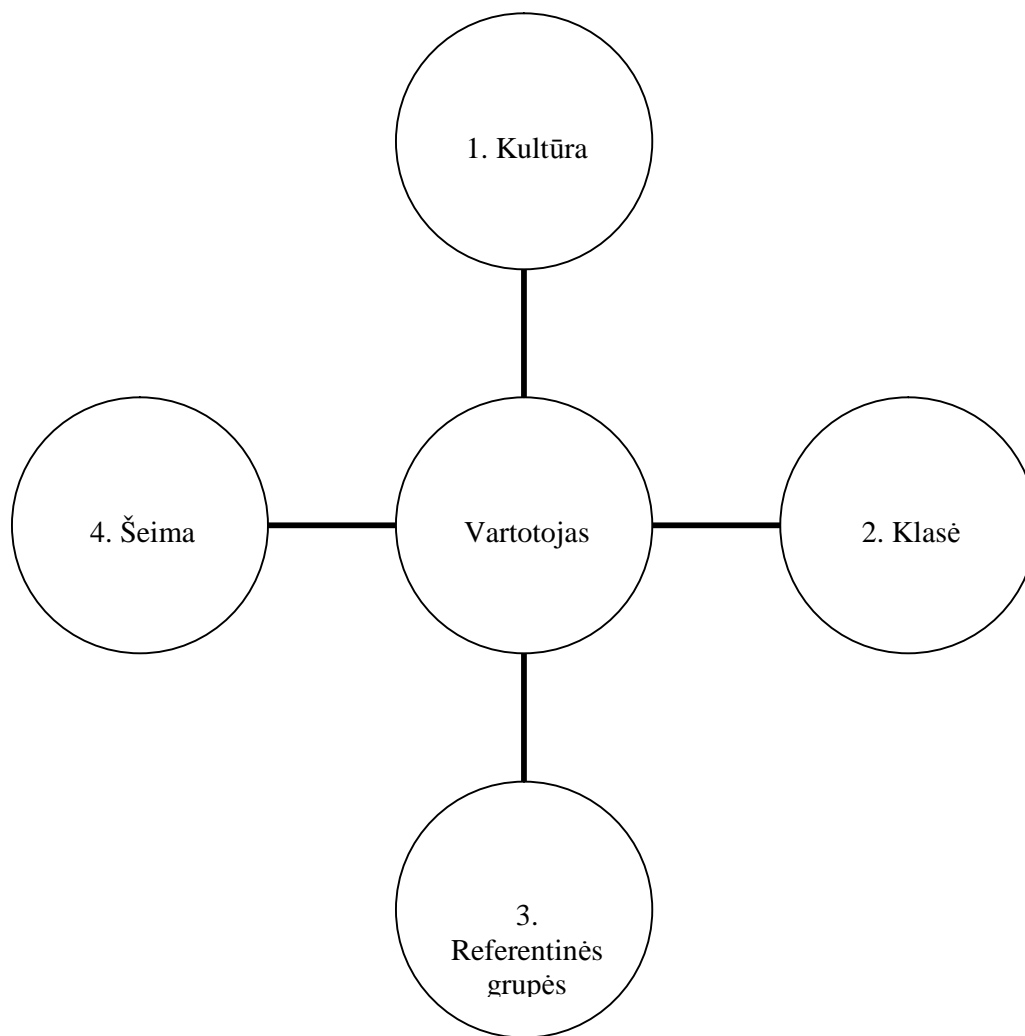 1. Kultūra
4. Šeima
Vartotojas
2. Klasė
3.
Referentinės
grupės